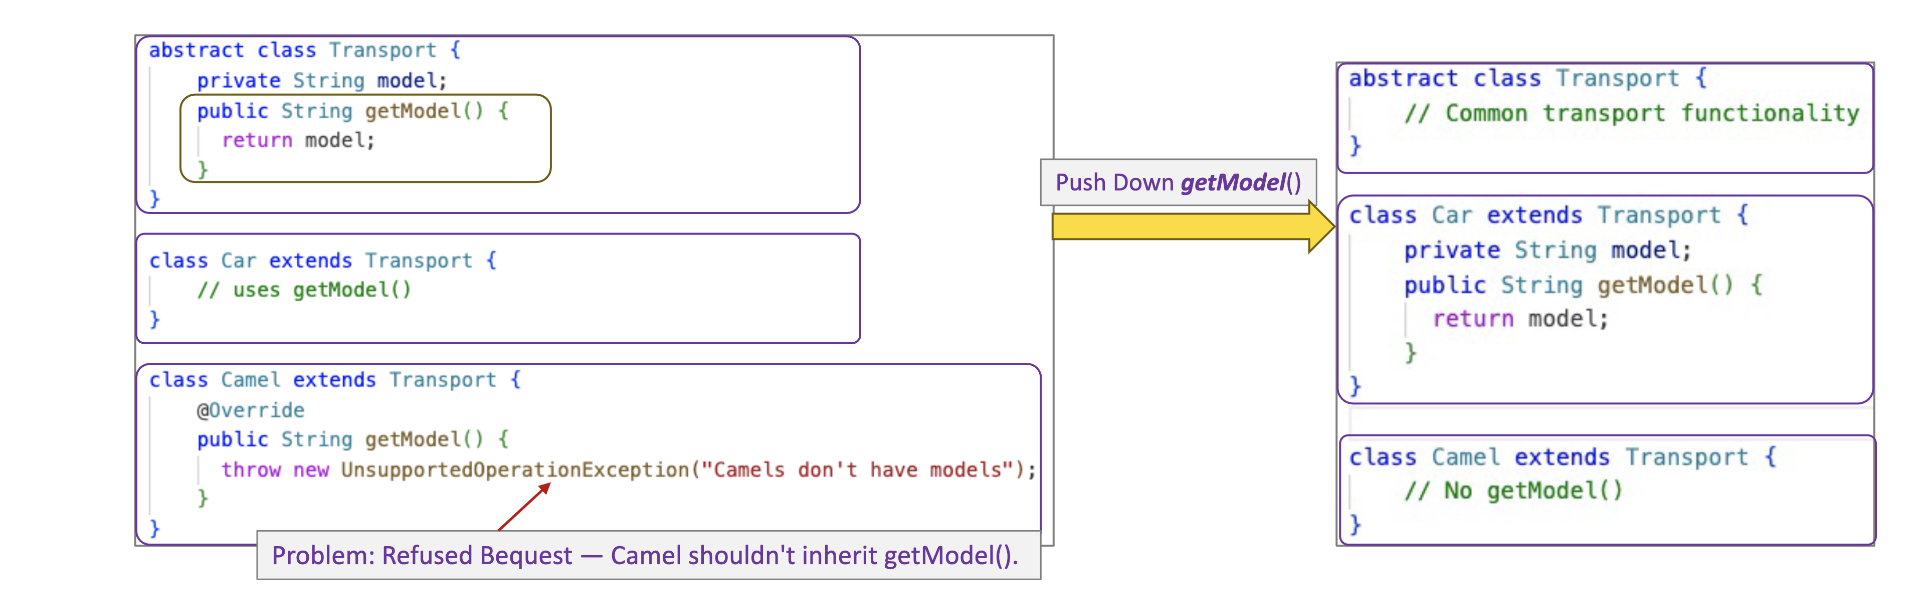 abstract class Transport {
private String model;
public String getModel() {
return model;
}
}
class Car extends Transport {
// uses getModel()
}
class Camel extends Transport {
@Override
public String getModel() {
throw new UnsupportedOperationException("Camels don't have models");
}
}
Problem: Refused Bequest — Camel shouldn't inherit getModel().
Push Down getModel()
abstract class Transport {
// Common transport functionality
}
class Car extends Transport {
private String model;
public String getModel() {
return model;
}
}
class Camel extends Transport {
// No getModel()
}